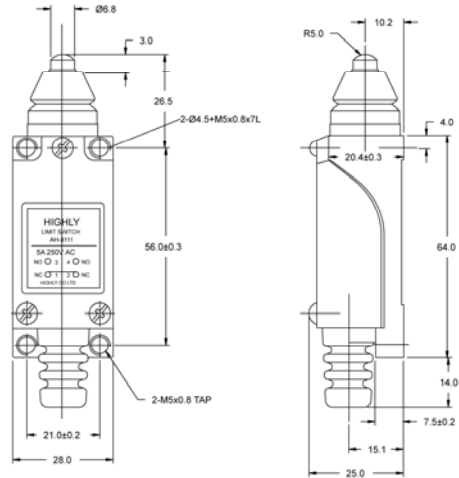 Ø6.8
3.0
26.5
2-Ø4.5+M5x0.8x7L
HIGHLY
LIMIT SWITCH
AH-8111
5A 250V AC
NO 3 4 NO
NC 1 2 NC
HIGHLY CO LTD
56.0±0.3
2-M5x0.8 TAP
21.0±0.2
28.0
10.2
R5.0
4.0
20.4±0.3
64.0
14.0
7.5±0.2
15.1
25.0